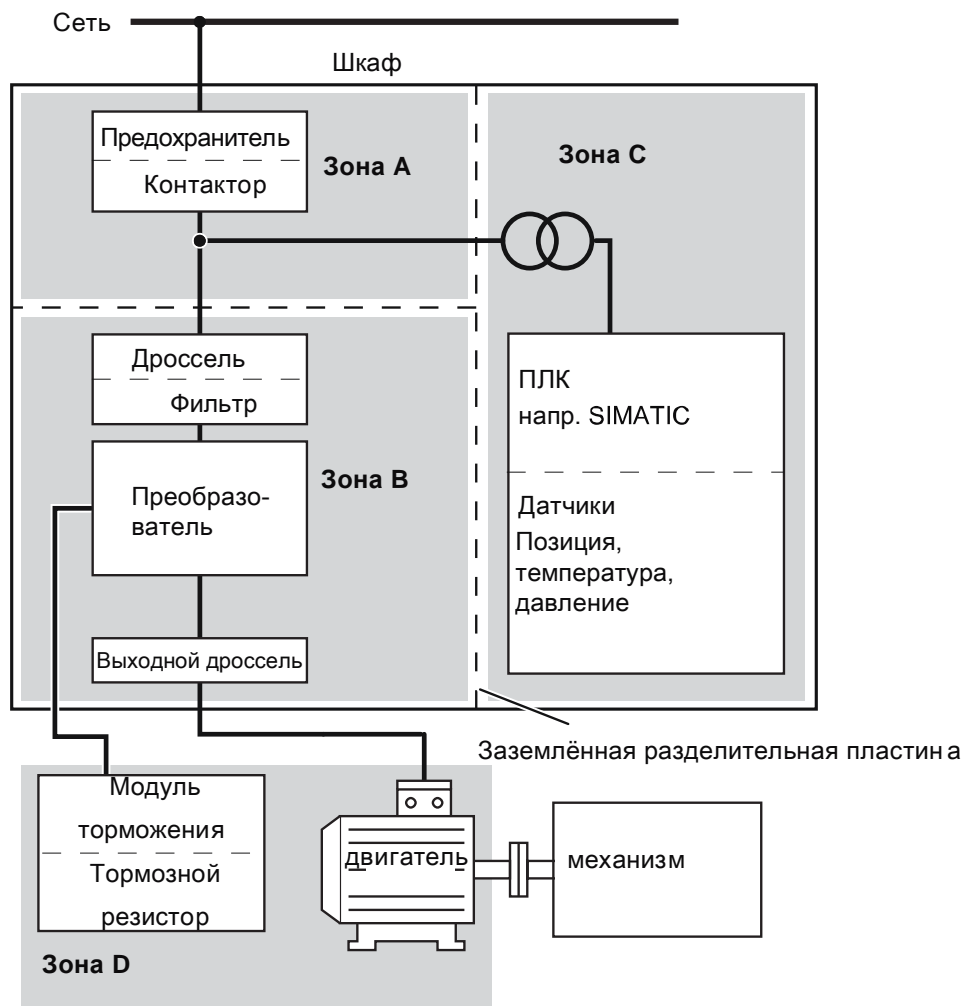 Сеть
Шкаф
Предохранитель
Контактор
Зона A
Зона C
Дроссель
Фильтр
Зона B
Преобразо-
ватель
Выходной дроссель
ПЛК
напр. SIMATIC
Датчики
Позиция,
температура,
давление
Заземлённая разделительная пластина
Модуль
торможения
Тормозной
резистор
двигатель
механизм
Зона D